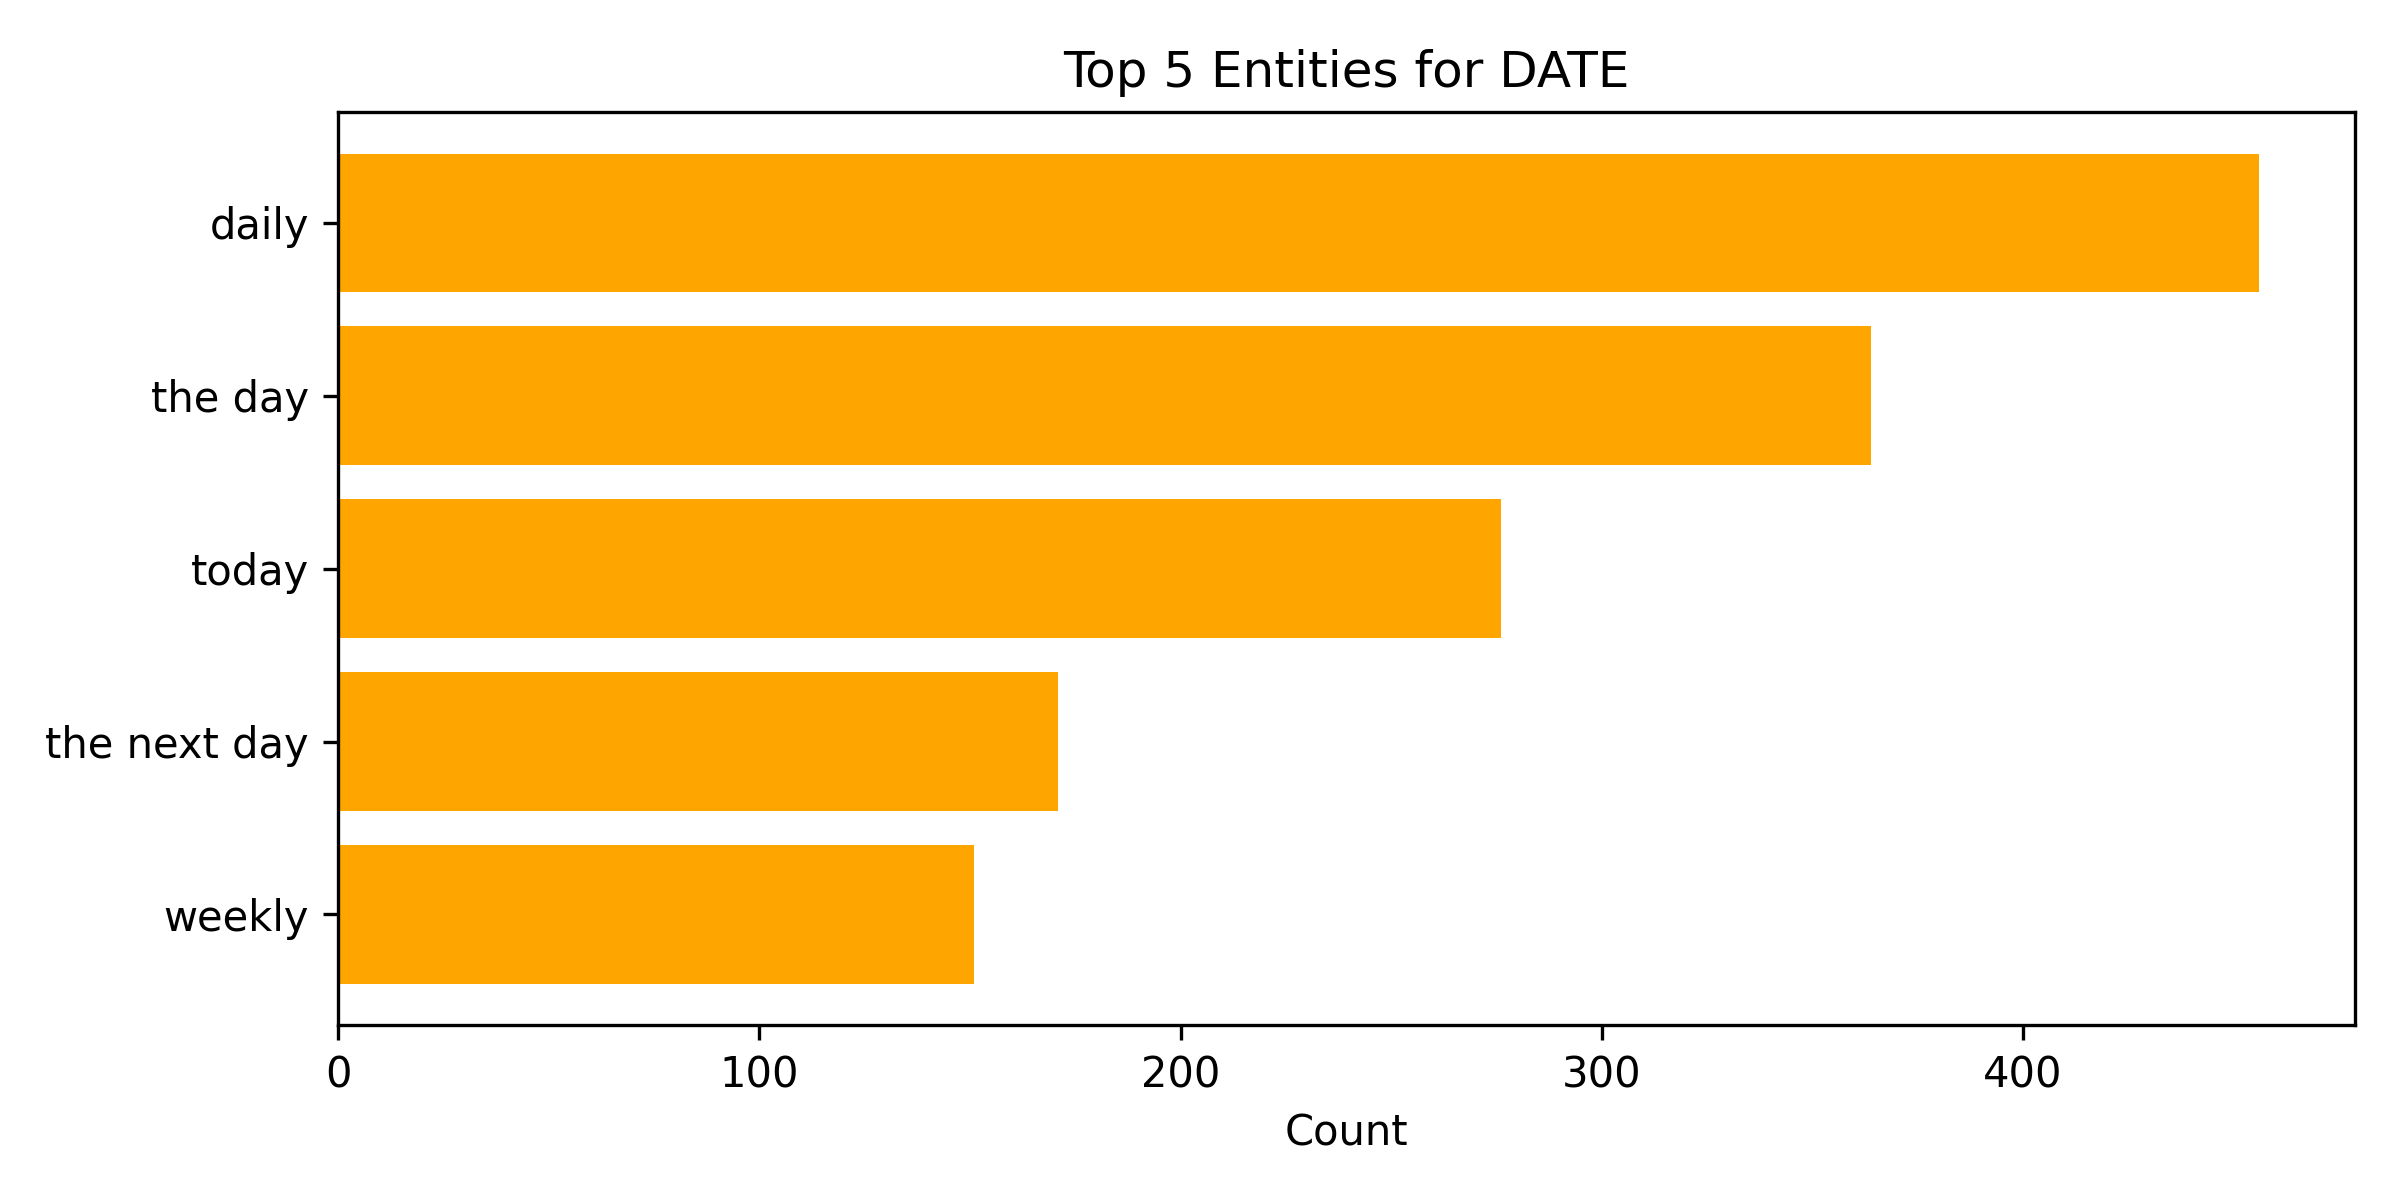 Top 5 Entities for DATE
daily
the day
today
the next day
weekly
0 100 200 300 400
Count